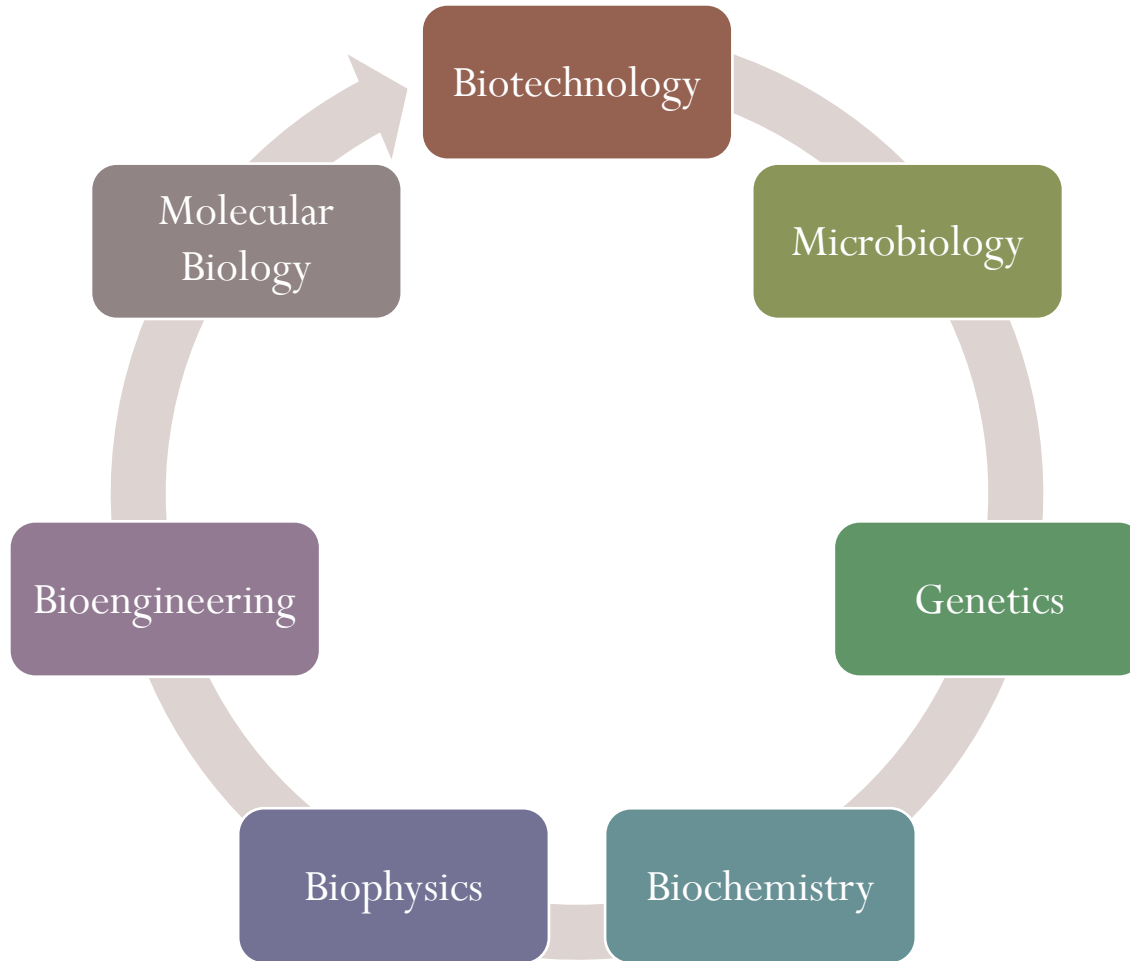 Biotechnology
Microbiology
Genetics
Biochemistry
Biophysics
Bioengineering
Molecular
Biology